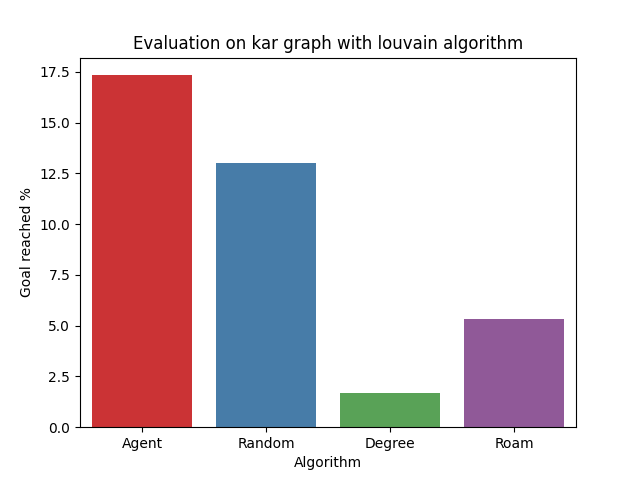 Evaluation on kar graph with louvain algorithm
Goal reached %
17.5
15.0
12.5
10.0
7.5
5.0
2.5
0.0
Agent Random Degree Roam
Algorithm